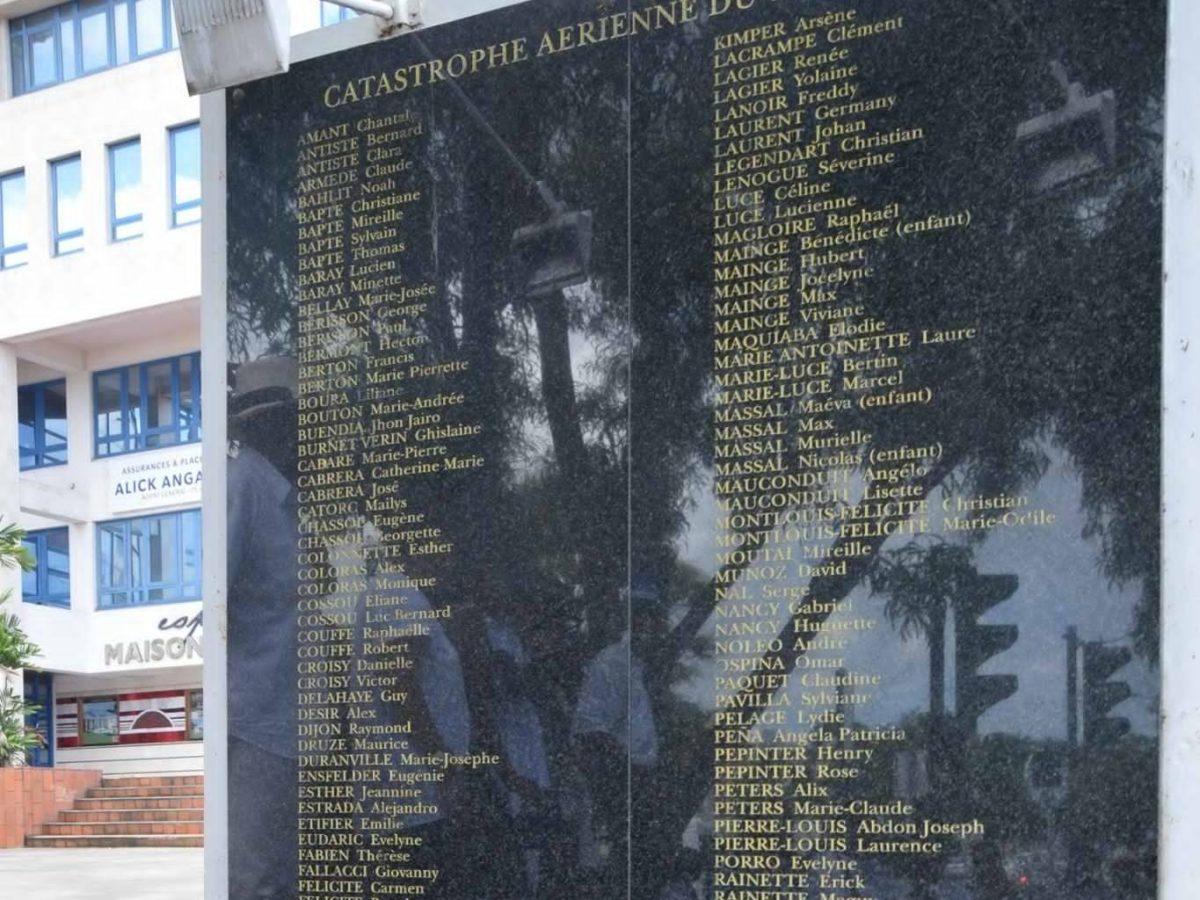 CATASTROPHE AERIENNE DU
AMANT Chantal
ANTISTE Bernard
ANTISTE Clara
ARMEDE Claude
BAHLIT Noah
BAPTE Christiane
BAPTE Mireille
BAPTE Sylvain
BAPTE Thomas
BARAY Lucien
BARAY Minette
BELLAY Marie-Josée
BERISSON George
BERISSON Paul
BERMONT Hector
BERTON Francis
BERTON Marie Pierrette
BOURA Liliane
BOUTON Marie-Andrée
BUENDIA Jhon Jairo
BURNET VERIN Ghislaine
CABARE Marie-Pierre
CABRERA Catherine Marie
CABRERA José
CATORC Maïlys
CHASSOL Eugène
CHASSOL Georgette
COLONNETTE Esther
COLORAS Alex
COLORAS Monique
COSSOU Eliane
COSSOU Luc Bernard
COUFFE Raphaëlle
COUFFE Robert
CROISY Danielle
CROISY Victor
DELAHAYE Guy
DESIR Alex
DIJON Raymond
DRUZE Maurice
DURANVILLE Marie-Josèphe
ENSFELDER Eugénie
ESTHER Jeannine
ESTRADA Alejandro
ETIFIER Emilie
EUDARIC Evelyne
FABIEN Thérèse
FALLACCI Giovanny
FELICITE Carmen
FELICITE
KIMPER Arsène
LACRAMPE Clément
LAGIER Renée
LAGIER Yolaine
LANOIR Freddy
LAURENT Germany
LAURENT Johan
LEGENDART Christian
LENOGUE Séverine
LUCE Céline
LUCE Lucienne
MAGLOIRE Raphaël
MAINGE Bénédicte (enfant)
MAINGE Hubert
MAINGE Jocelyne
MAINGE Max
MAINGE Viviane
MAQUIABA Elodie
MARIE ANTOINETTE Laure
MARIE-LUCE Bertin
MARIE-LUCE Marcel
MASSAL Maéva (enfant)
MASSAL Max
MASSAL Murielle
MASSAL Nicolas (enfant)
MAUCONDUIT Angélo
MAUCONDUIT Lisette
MONTLOUIS-FELICITE Christian
MONTLOUIS-FELICITE Marie-Odile
MOUTAI Mireille
MUNOZ David
NAL Serge
NANCY Gabriel
NANCY Huguette
NOLEO André
OSPINA Omar
PAQUET Claudine
PAVILLA Sylviane
PELAGE Lydie
PEÑA Angela Patricia
PEPINTER Henry
PEPINTER Rose
PETERS Alix
PETERS Marie-Claude
PIERRE-LOUIS Abdon Joseph
PIERRE-LOUIS Laurence
PORRO Evelyne
RAINETTE Erick
RAINETTE
ASSURANCES & PLAC
ALICK ANGA
AGENT GENERAL
esp
MAISON